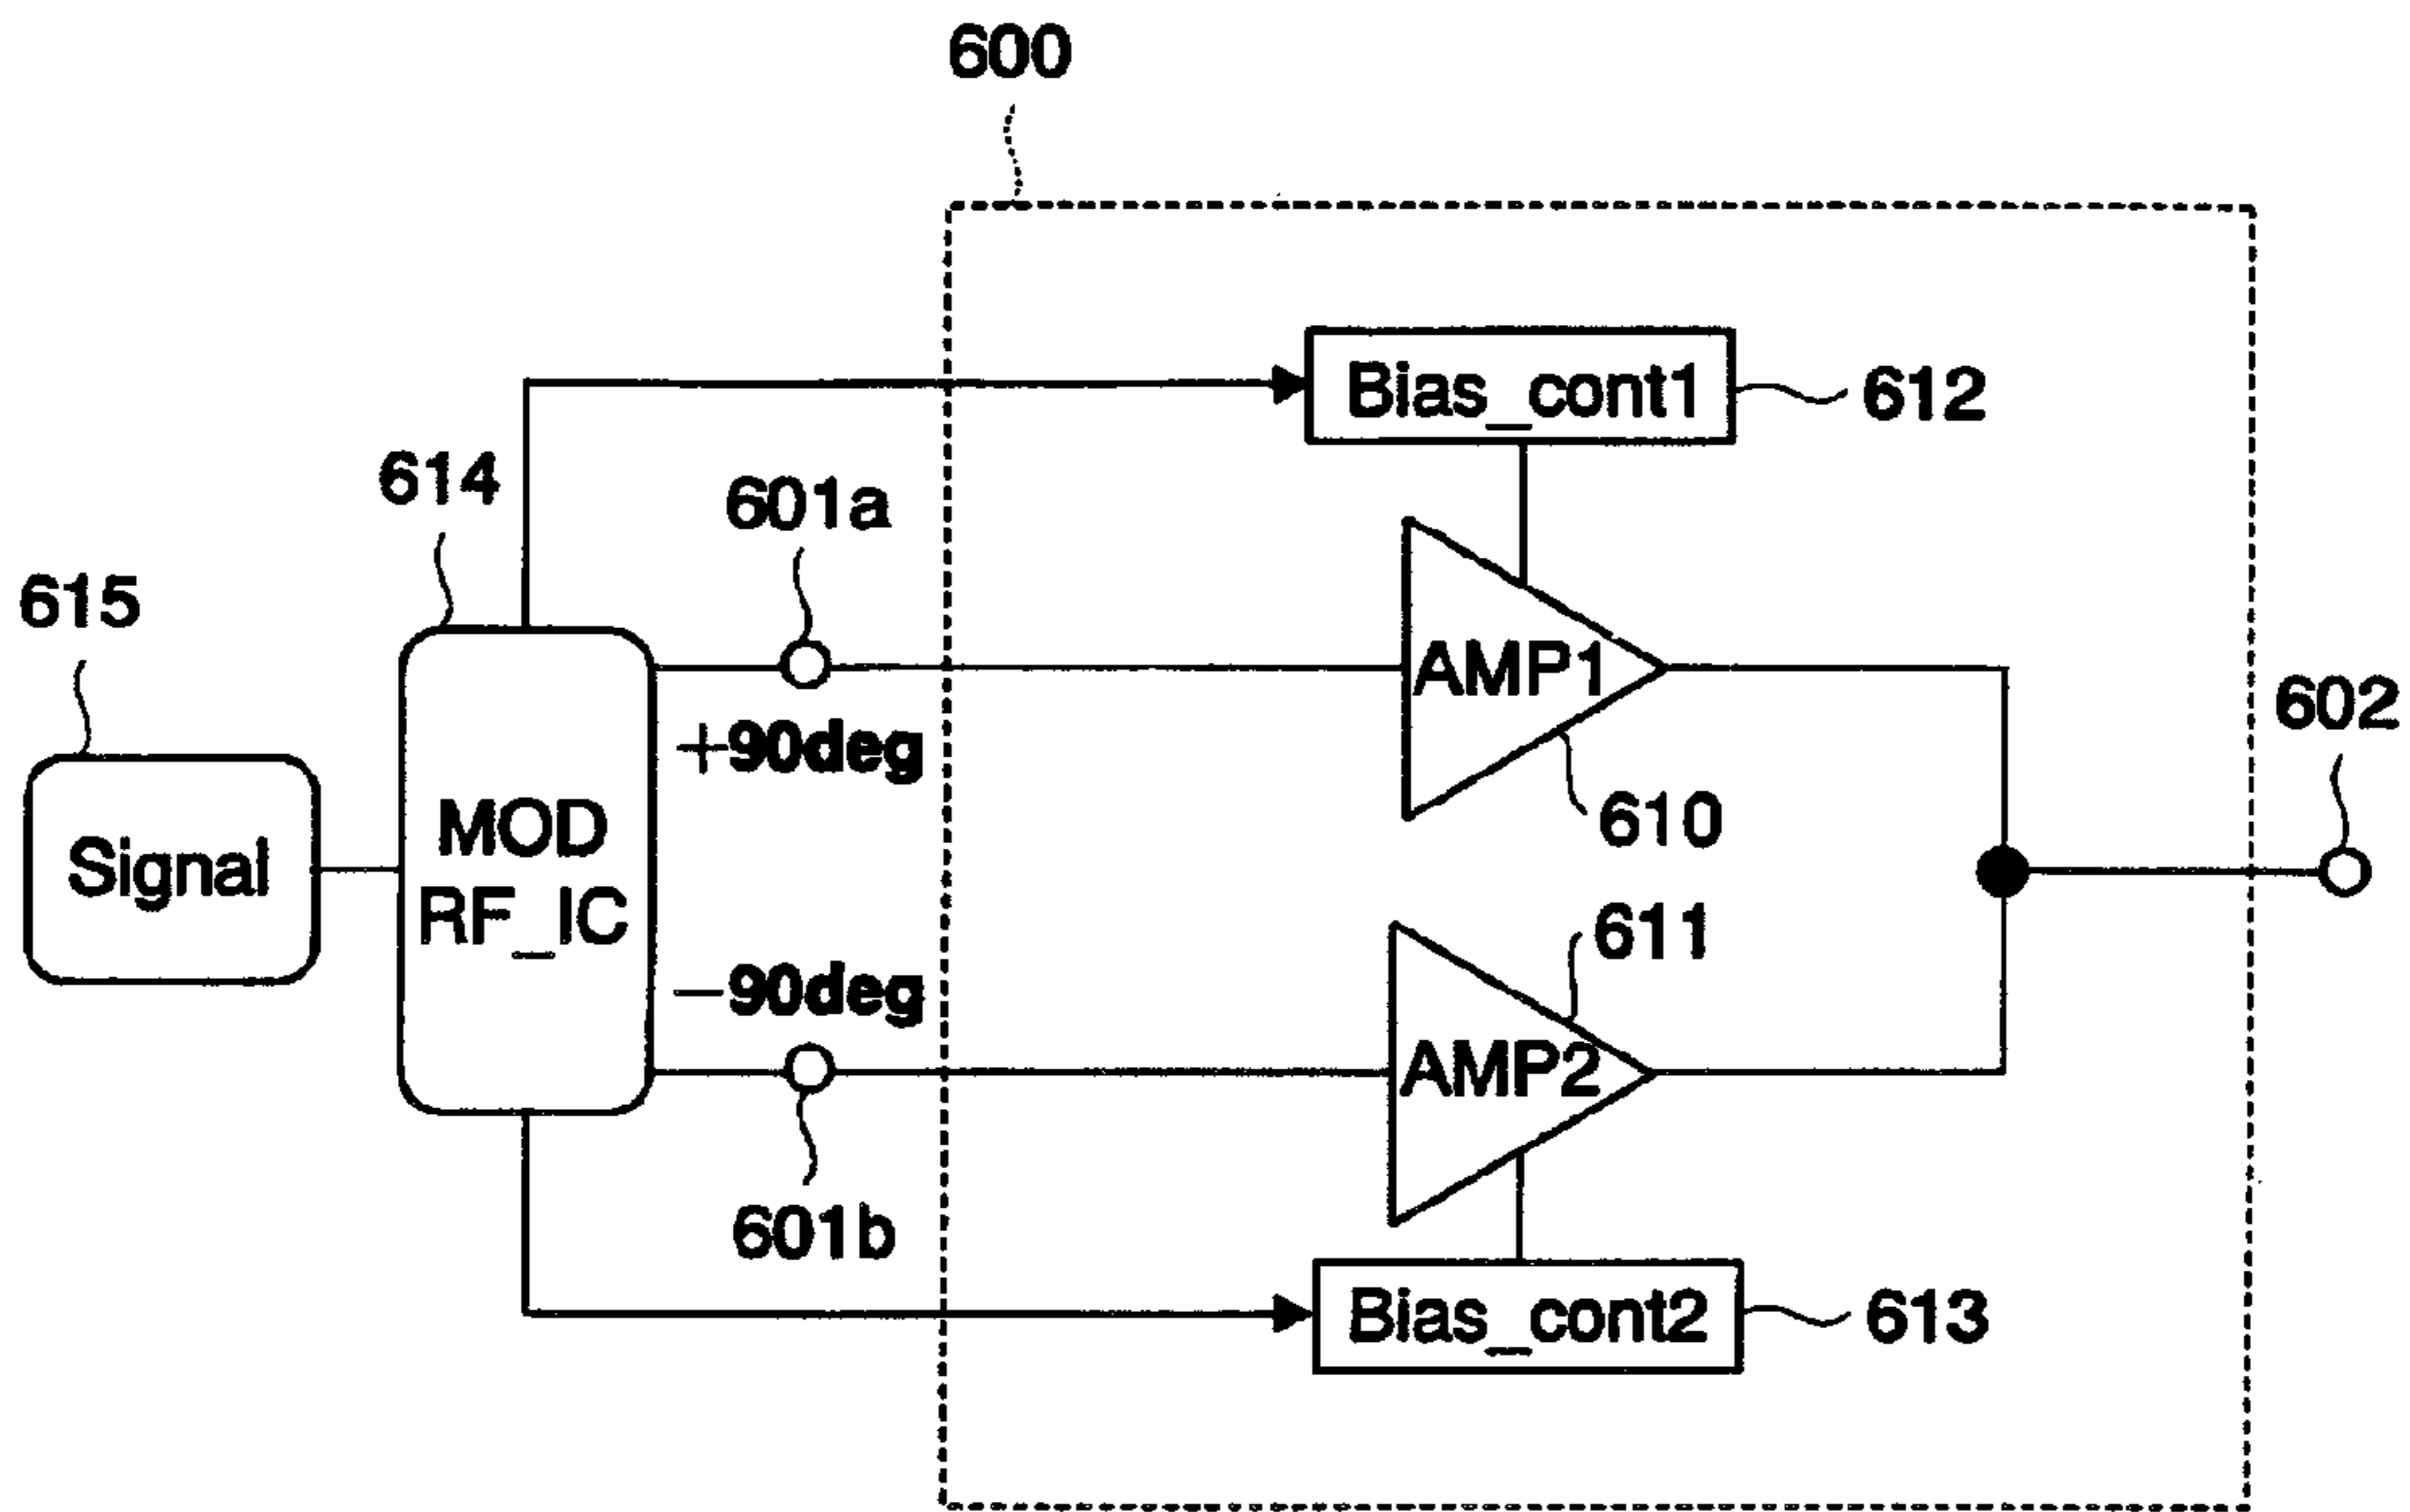 600
Bias_cont1
612
614
601a
615
AMP1
602
+90deg
610
MOD
RF_IC
Signal
611
−90deg
AMP2
601b
Bias_cont2
613